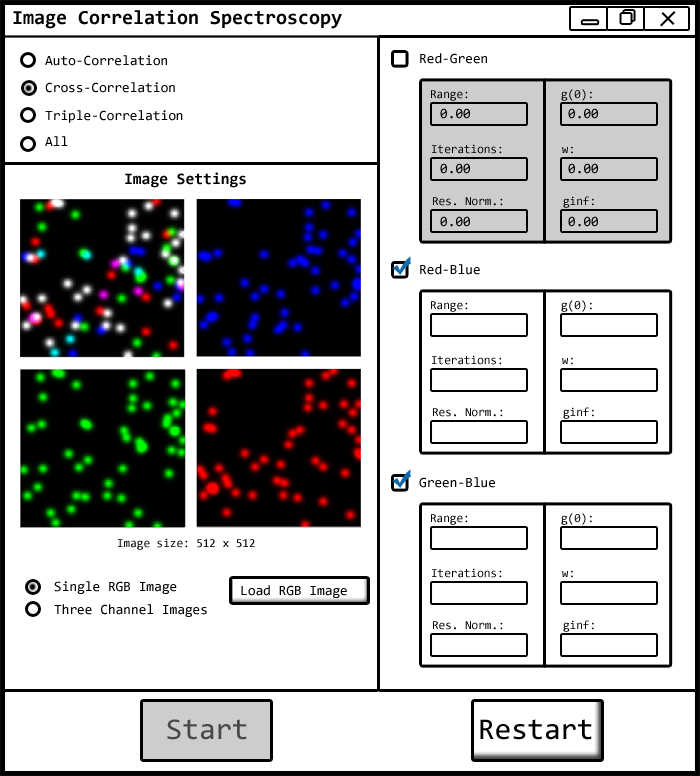 Image Correlation Spectroscopy
Auto-Correlation
Cross-Correlation
Triple-Correlation
All
Image Settings
Image size: 512 x 512
Single RGB Image
Three Channel Images
Load RGB Image
Red-Green
Range: g(0):
0.00 0.00
Iterations: w:
0.00 0.00
Res. Norm.: ginf:
0.00 0.00
Red-Blue
Range: g(0):
Iterations: w:
Res. Norm.: ginf:
Green-Blue
Range: g(0):
Iterations: w:
Res. Norm.: ginf:
Start Restart